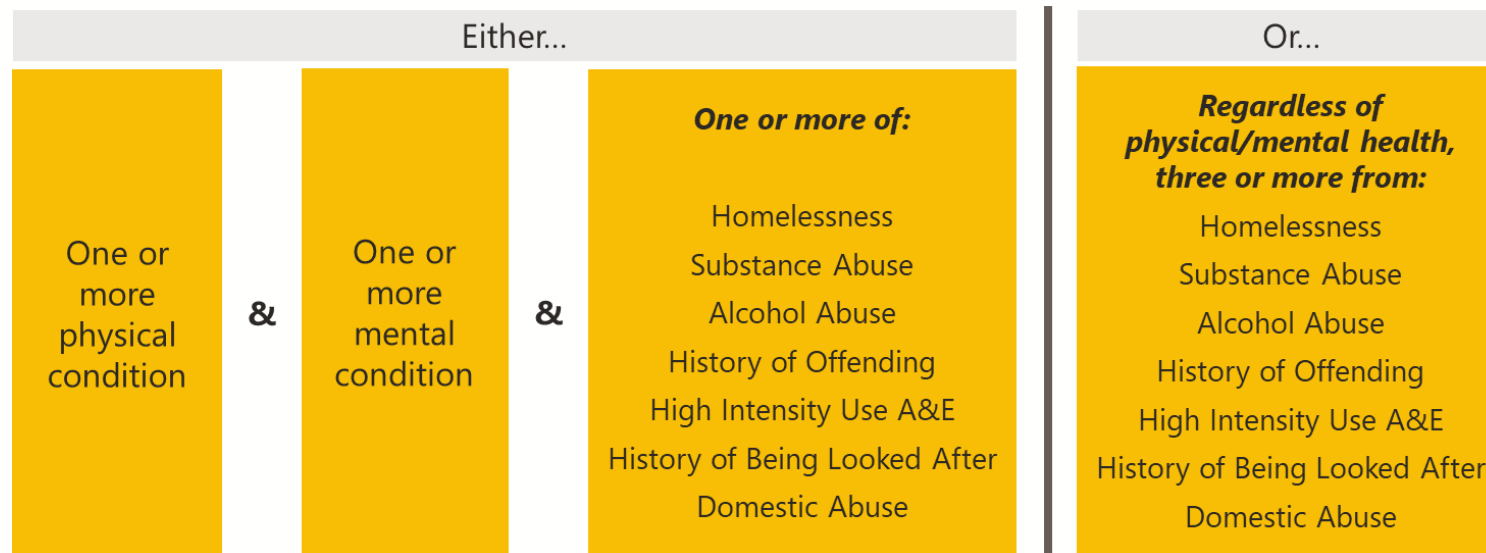 Either...
One or
more
physical
condition
&
One or
more
mental
condition
&
One or more of:
Homelessness
Substance Abuse
Alcohol Abuse
History of Offending
High Intensity Use A&E
History of Being Looked After
Domestic Abuse
Or...
Regardless of
physical/mental health,
three or more from:
Homelessness
Substance Abuse
Alcohol Abuse
History of Offending
High Intensity Use A&E
History of Being Looked After
Domestic Abuse